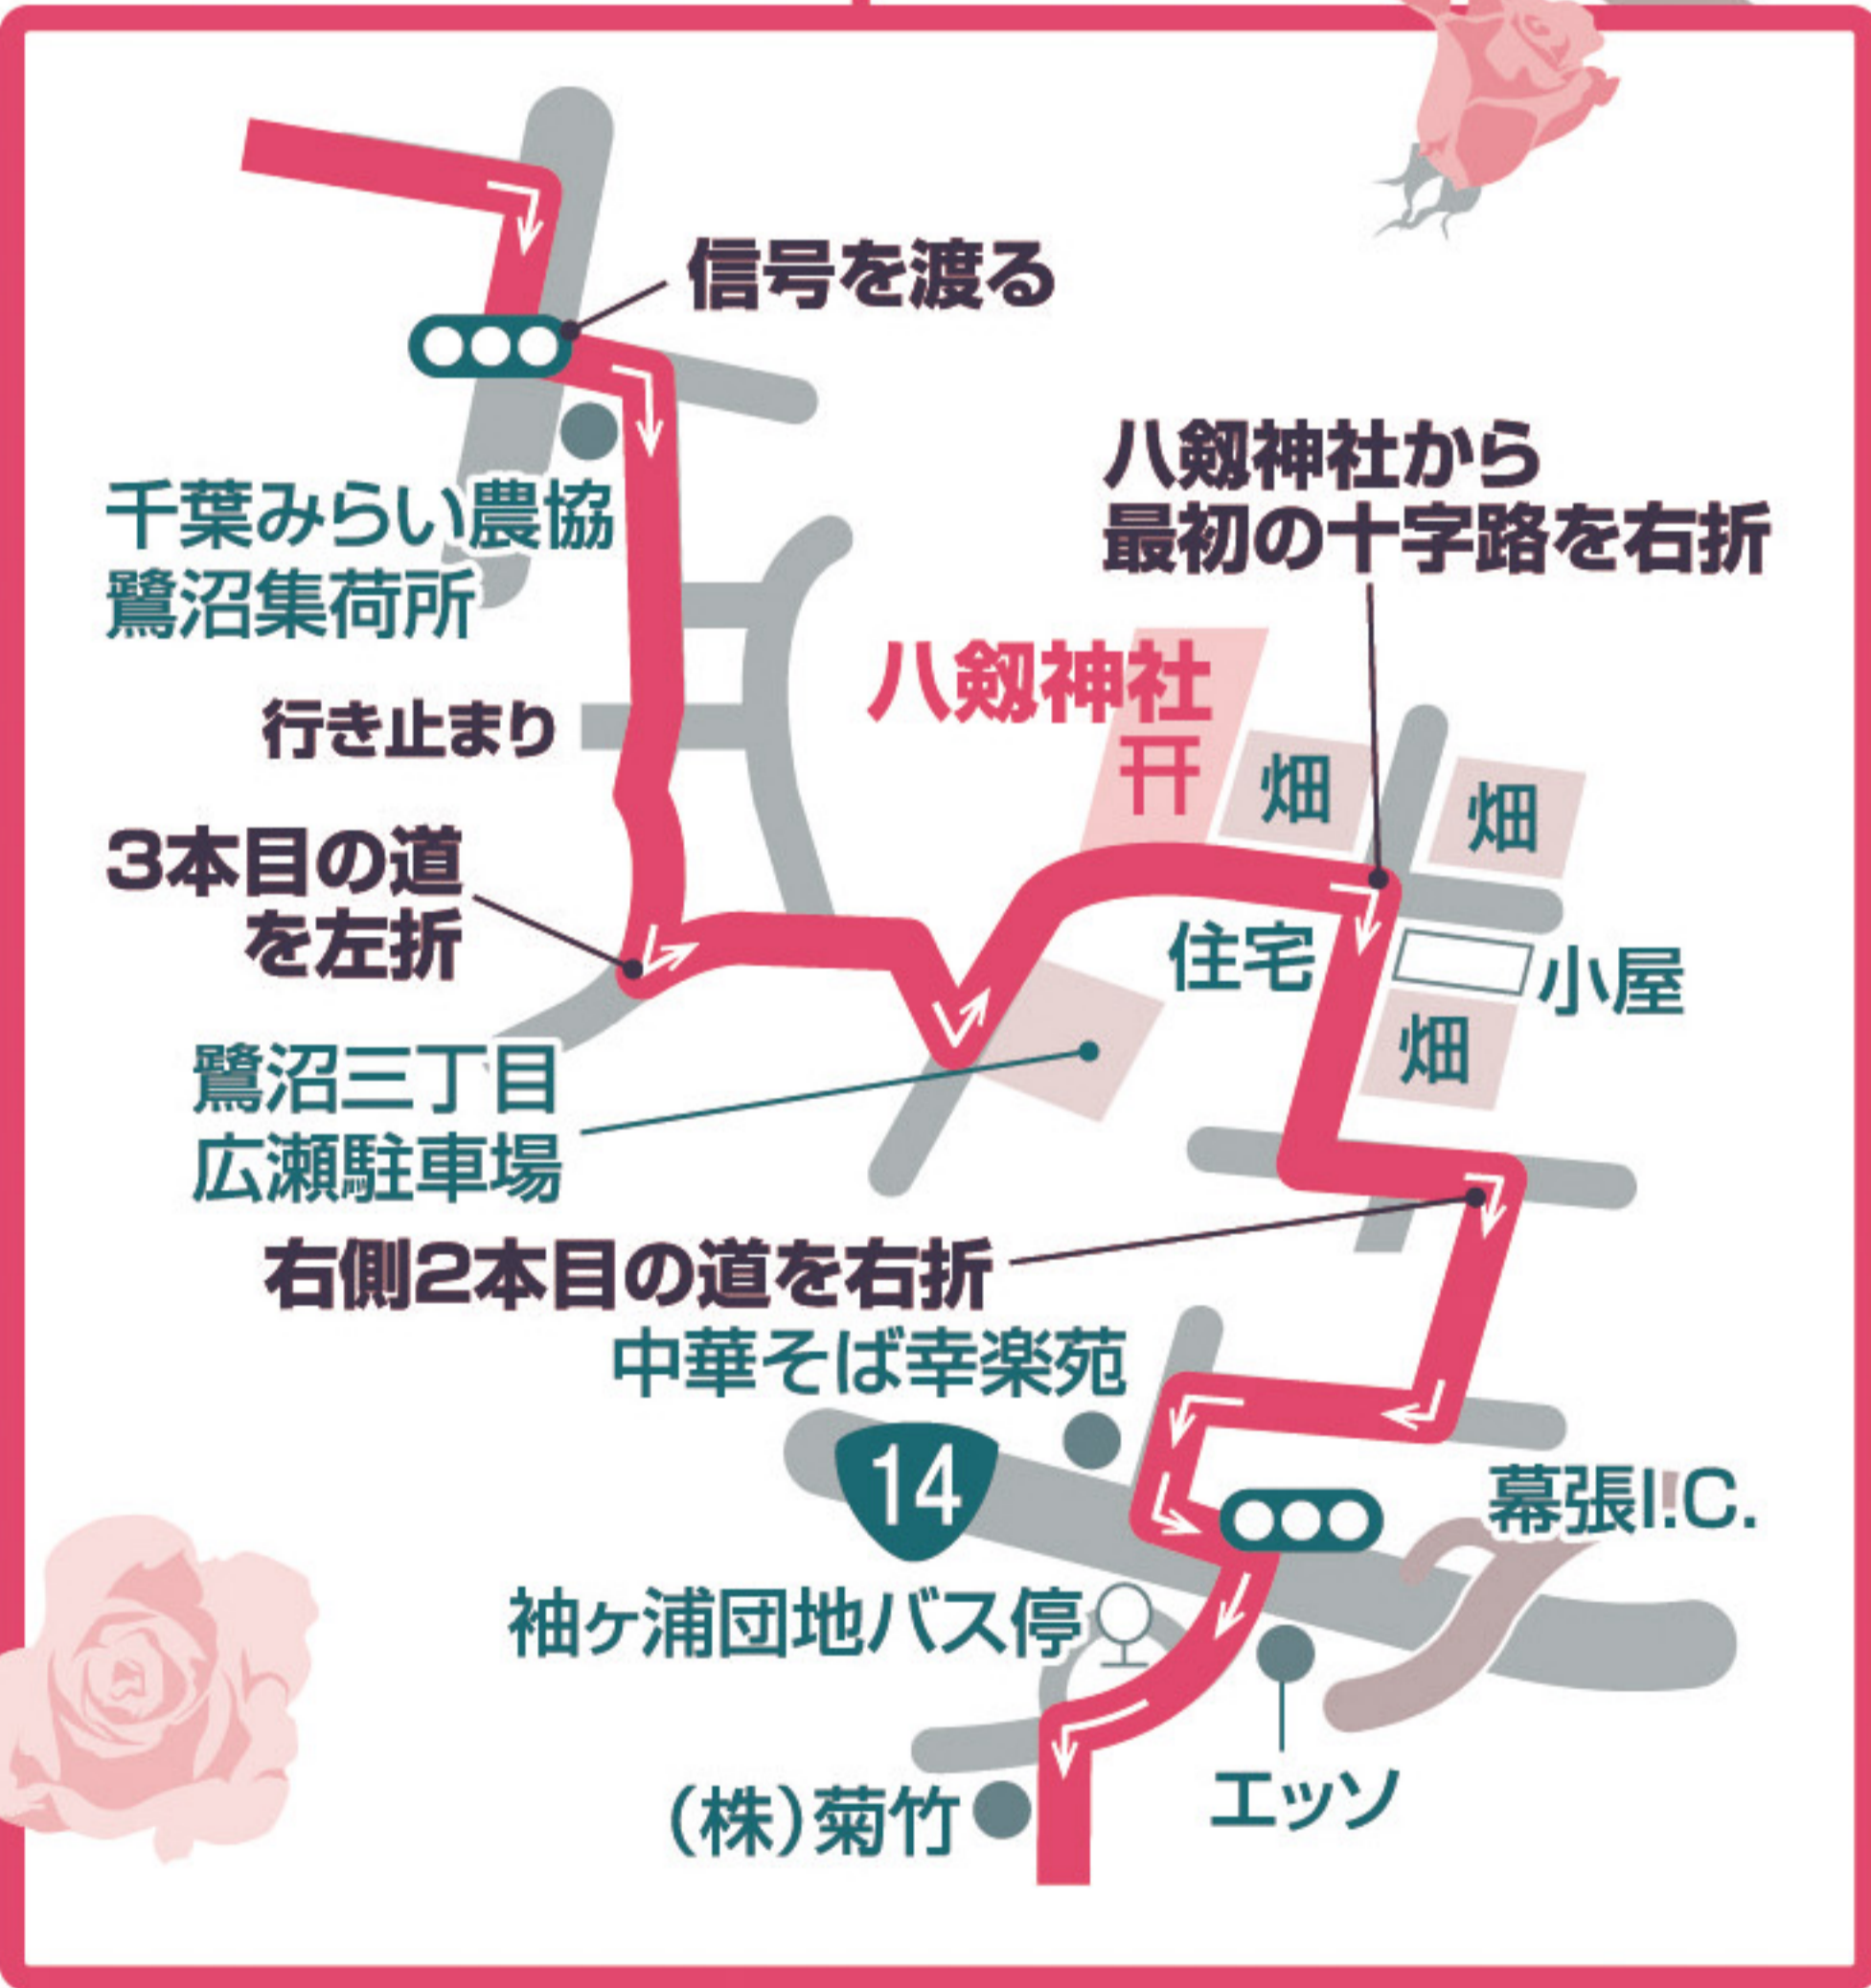 信号を渡る
千葉みらい農協
鷺沼集荷所
八剱神社から
最初の十字路を右折
行き止まり
八剱神社
畑
畑
3本目の道
を左折
住宅
小屋
畑
鷺沼三丁目
広瀬駐車場
右側2本目の道を右折
中華そば幸楽苑
14
幕張I.C.
袖ヶ浦団地バス停
エッソ
(株)菊竹